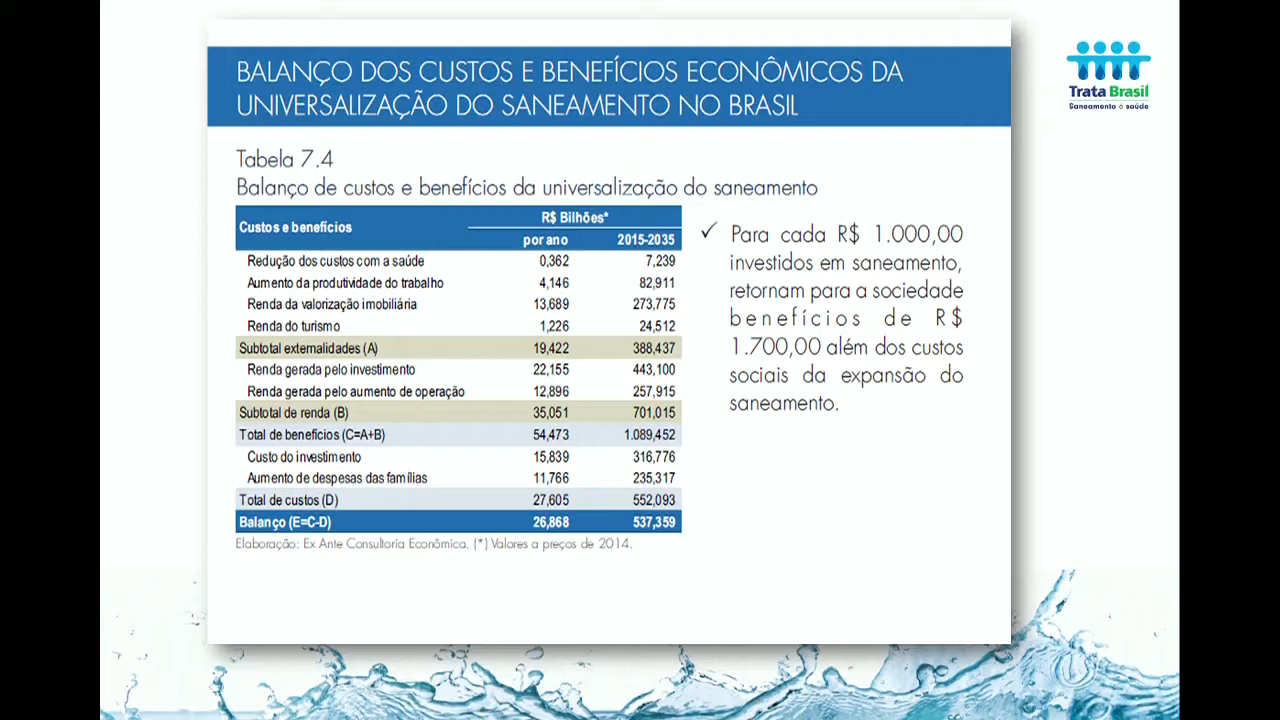 BALANÇO DOS CUSTOS E BENEFÍCIOS ECONÔMICOS DA
UNIVERSALIZAÇÃO DO SANEAMENTO NO BRASIL
Trata Brasil
Saneamento é saúde
Tabela 7.4
Balanço de custos e benefícios da universalização do saneamento
Custos e benefícios R$ Bilhões*
por ano 2015-2035
Redução dos custos com a saúde 0,362 7,239
Aumento da produtividade do trabalho 4,146 82,911
Renda da valorização imobiliária 13,689 273,775
Renda do turismo 1,226 24,512
Subtotal externalidades (A) 19,422 388,437
Renda gerada pelo investimento 22,155 443,100
Renda gerada pelo aumento de operação 12,896 257,915
Subtotal de renda (B) 35,051 701,015
Total de benefícios (C=A+B) 54,473 1.089,452
Custo do investimento 15,839 316,776
Aumento de despesas das famílias 11,766 235,317
Total de custos (D) 27,605 552,093
Balanço (E=C-D) 26,868 537,359
Elaboração: Ex Ante Consultoria Econômica. (*) Valores a preços de 2014.
✓ Para cada R$ 1.000,00
investidos em saneamento,
retornam para a sociedade
benefícios de R$
1.700,00 além dos custos
sociais da expansão do
saneamento.